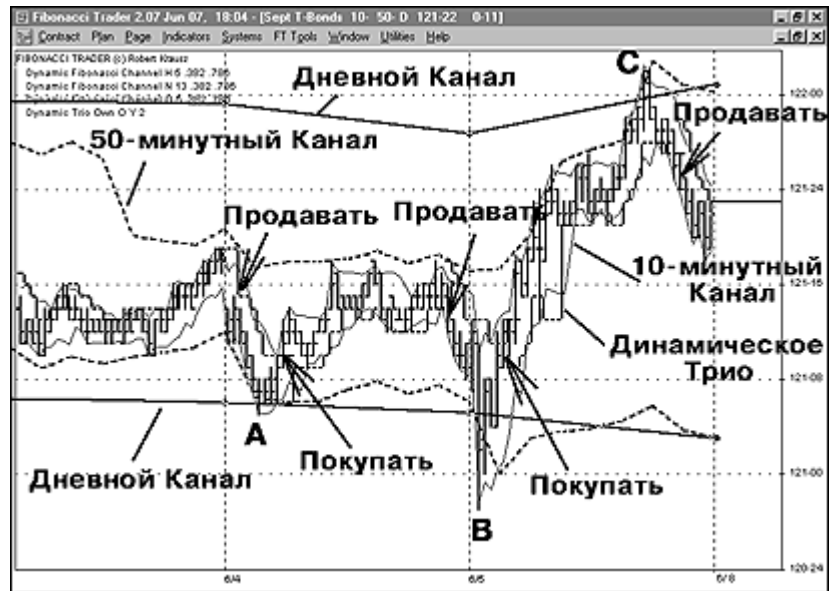 Fibonacci Trader 2.07 Jun 07, 18:04 - [Sept T-Bonds 10- 50- D 121-22 0-11]
Contract Plan Page Indicators Systems FT Tools Window Utilities Help
FIBONACCI TRADER (c) Robert Krausz
Dynamic Fibonacci Channel H 6 .382 .786
Dynamic Fibonacci Channel N 13 .382 .786
Dynamic Trio Own O Y 2
Дневной Канал
C
122-00
Продавать
50-минутный Канал
121-24
Продавать
Продавать
10-минутный
Канал
121-15
Динамическое
Трио
121-08
A
Покупать
Дневной Канал
Покупать
121-00
B
120-24
6/4
6/5
6/8